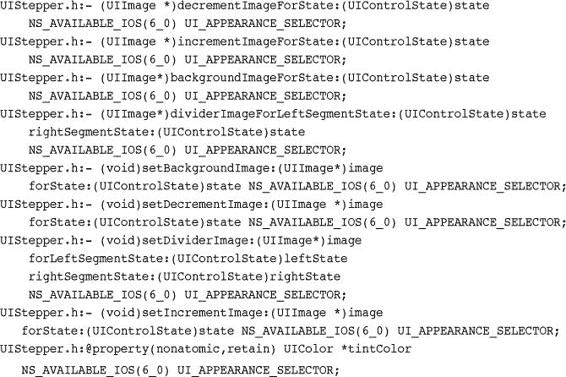 UIStepper.h:- (UIImage *)decrementImageForState:(UIControlState)state
NS_AVAILABLE_IOS(6_0) UI_APPEARANCE_SELECTOR;
UIStepper.h:- (UIImage *)incrementImageForState:(UIControlState)state
NS_AVAILABLE_IOS(6_0) UI_APPEARANCE_SELECTOR;
UIStepper.h:- (UIImage*)backgroundImageForState:(UIControlState)state
NS_AVAILABLE_IOS(6_0) UI_APPEARANCE_SELECTOR;
UIStepper.h:- (UIImage*)dividerImageForLeftSegmentState:(UIControlState)state
rightSegmentState:(UIControlState)state
NS_AVAILABLE_IOS(6_0) UI_APPEARANCE_SELECTOR;
UIStepper.h:- (void)setBackgroundImage:(UIImage*)image
forState:(UIControlState)state NS_AVAILABLE_IOS(6_0) UI_APPEARANCE_SELECTOR;
UIStepper.h:- (void)setDecrementImage:(UIImage *)image
forState:(UIControlState)state NS_AVAILABLE_IOS(6_0) UI_APPEARANCE_SELECTOR;
UIStepper.h:- (void)setDividerImage:(UIImage*)image
forLeftSegmentState:(UIControlState)leftState
rightSegmentState:(UIControlState)rightState
NS_AVAILABLE_IOS(6_0) UI_APPEARANCE_SELECTOR;
UIStepper.h:- (void)setIncrementImage:(UIImage *)image
forState:(UIControlState)state NS_AVAILABLE_IOS(6_0) UI_APPEARANCE_SELECTOR;
UIStepper.h:@property(nonatomic,retain) UIColor *tintColor
NS_AVAILABLE_IOS(6_0) UI_APPEARANCE_SELECTOR;